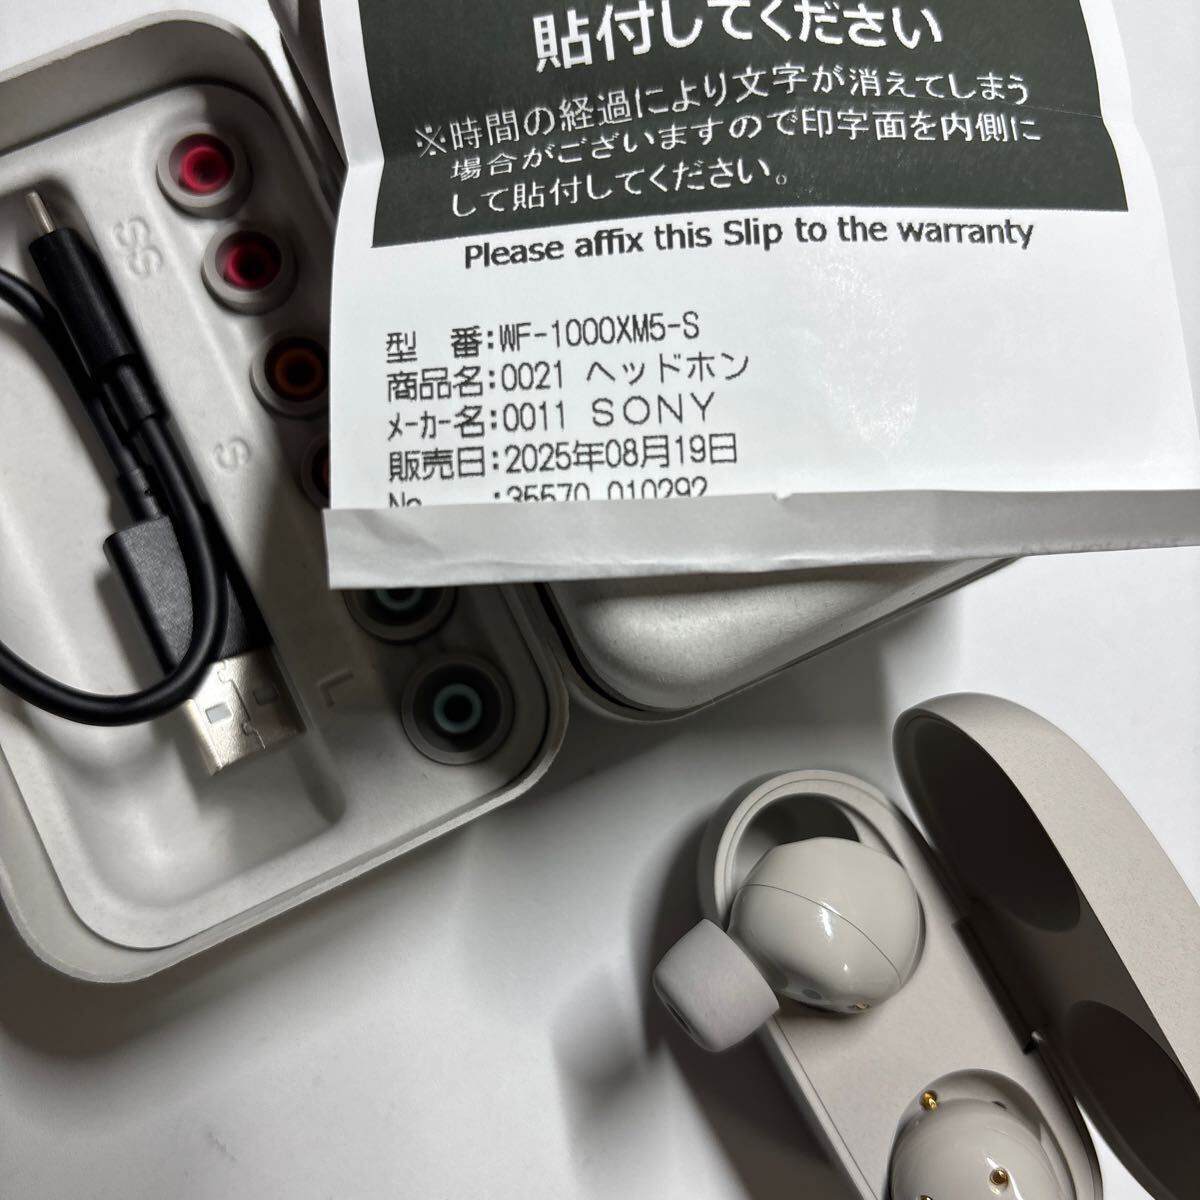 貼付してください
※時間の経過により文字が消えてしまう
場合がございますので印字面を内側に
して貼付してください。
Please affix this Slip to the warranty
型　番:WF-1000XM5-S
商品名:0021 ヘッドホン
ﾒｰｶｰ名:0011 SONY
販売日:2025年08月19日
No　　:35570 010292
SS
S
L